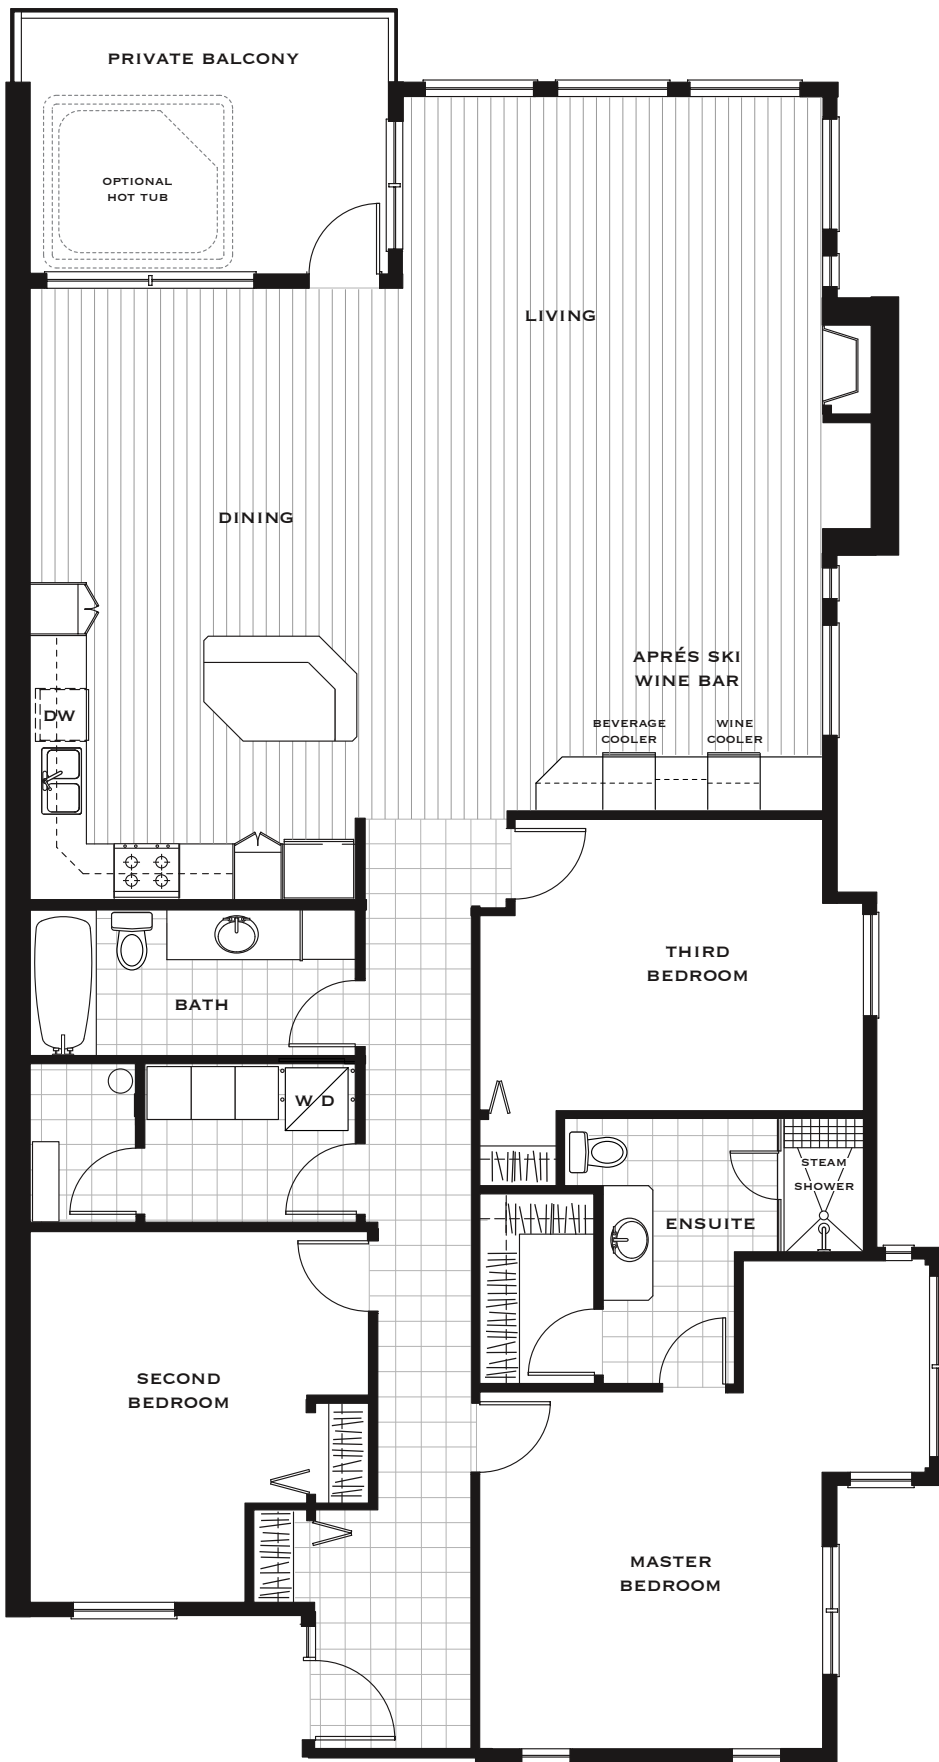 PRIVATE BALCONY
OPTIONAL
HOT TUB
LIVING
DINING
APRÉS SKI
WINE BAR
BEVERAGE
COOLER
WINE
COOLER
DW
THIRD
BEDROOM
BATH
W D
STEAM
SHOWER
ENSUITE
SECOND
BEDROOM
MASTER
BEDROOM